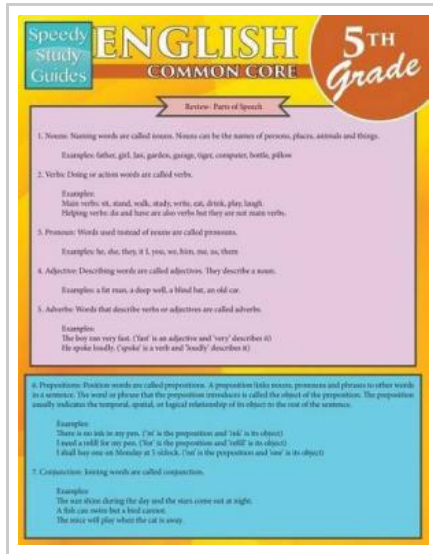 Speedy
Study
Guides
ENGLISH
COMMON CORE
5TH
Grade
Review- Parts of Speech
1. Nouns: Naming words are called nouns. Nouns can be the names of persons, places, animals and things.
Examples: father, girl, Jan, garden, garage, tiger, computer, bottle, pillow
2. Verbs: Doing or action words are called verbs.
Examples:
Main verbs: sit, stand, walk, study, write, eat, drink, play, laugh
Helping verbs: do and have are also verbs but they are not main verbs.
3. Pronoun: Words used instead of nouns are called pronouns.
Examples: he, she, they, it I, you, we, him, me, us, them
4. Adjective: Describing words are called adjectives. They describe a noun.
Examples: a fat man, a deep well, a blind bat, an old car.
5. Adverbs: Words that describe verbs or adjectives are called adverbs.
Examples:
The boy ran very fast. ('fast' is an adjective and 'very' describes it)
He spoke loudly. ('spoke' is a verb and 'loudly' describes it)
6. Prepositions: Position words are called prepositions. A preposition links nouns, pronouns and phrases to other words
in a sentence. The word or phrase that the preposition introduces is called the object of the preposition. The preposition
usually indicates the temporal, spatial, or logical relationship of its object to the rest of the sentence.
Examples:
There is no ink in my pen. ('in' is the preposition and 'ink' is its object)
I need a refill for my pen. ('for' is the preposition and 'refill' is its object)
I shall buy one on Monday at 5 o'clock. ('on' is the preposition and 'one' is its object)
7. Conjunction: Joining words are called conjunction.
Examples:
The sun shine during the day and the stars come out at night.
A fish can swim but a bird cannot.
The mice will play when the cat is away.